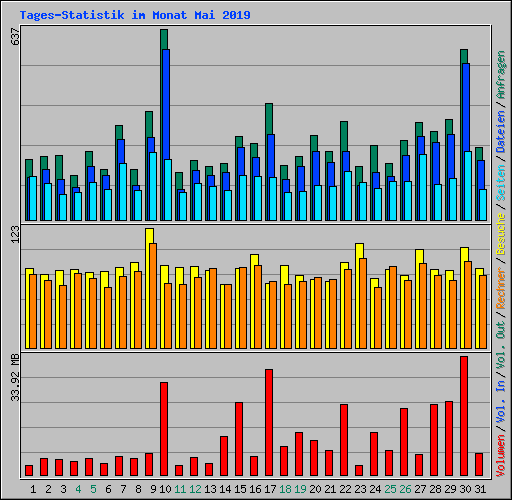 Tages-Statistik im Monat Mai 2019
637
123
33.92 MB
Volumen / Vol. In / Vol. Out / Rechner / Besuche / Seiten / Dateien / Anfragen
1 2 3 4 5 6 7 8 9 10 11 12 13 14 15 16 17 18 19 20 21 22 23 24 25 26 27 28 29 30 31